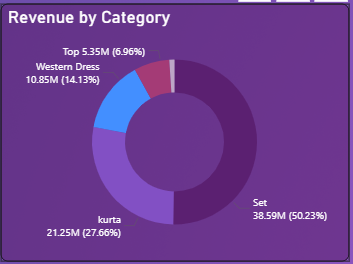 Revenue by Category
Top 5.35M (6.96%)
Western Dress
10.85M (14.13%)
kurta
21.25M (27.66%)
Set
38.59M (50.23%)